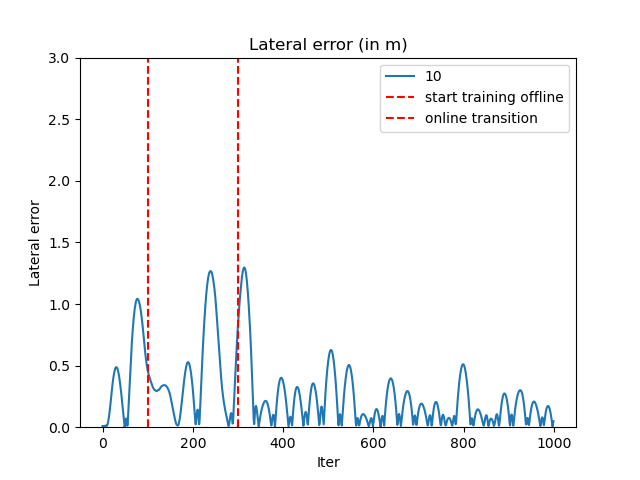 Lateral error (in m)
3.0
2.5
2.0
1.5
1.0
0.5
0.0
Lateral error
10
start training offline
online transition
0
200
400
600
800
1000
Iter